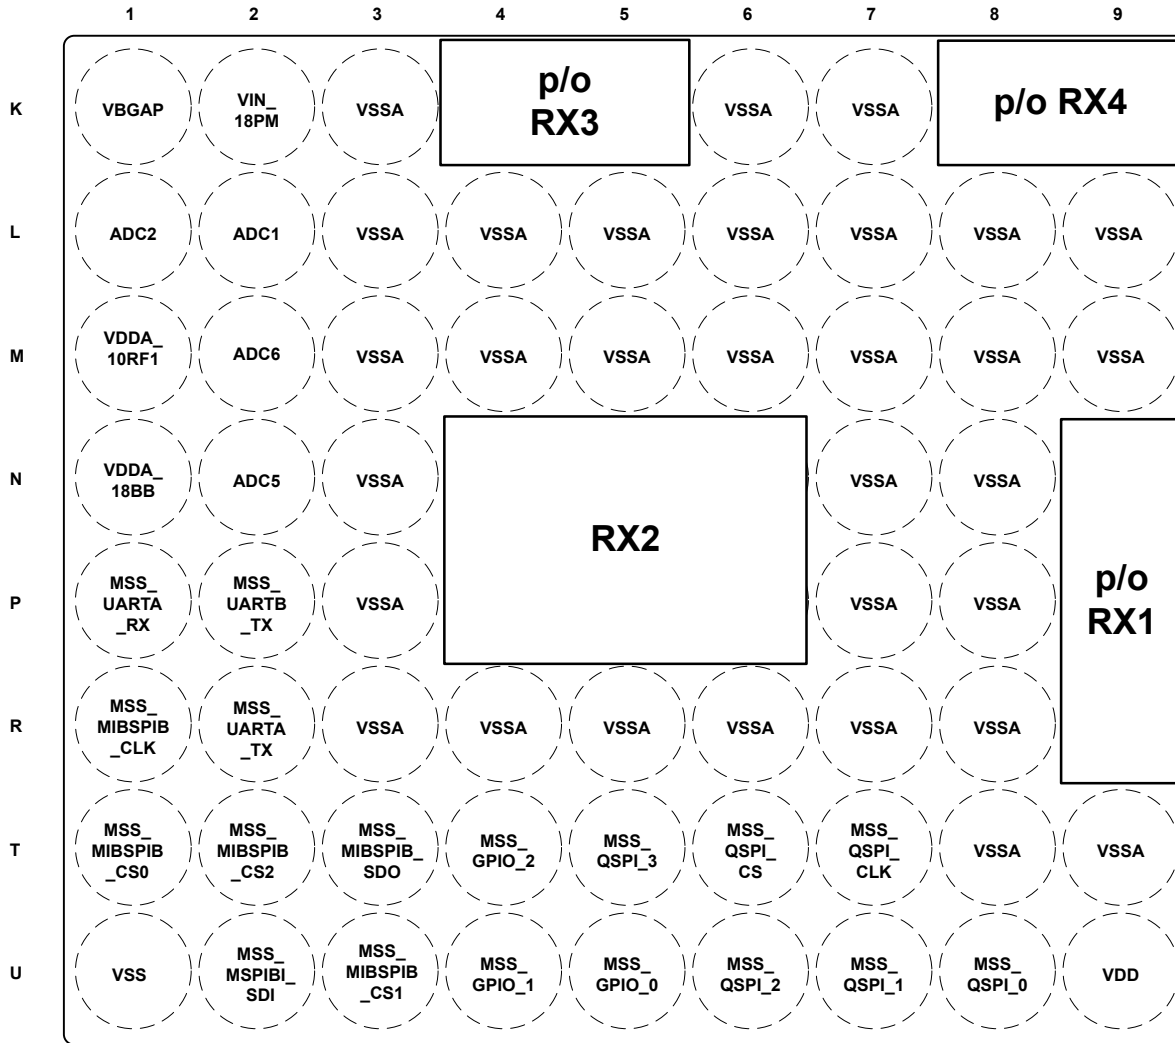 1 2 3 4 5 6 7 8 9
K
VBGAP
VIN_
18PM
VSSA
p/o
RX3
VSSA
VSSA
p/o RX4
L
ADC2
ADC1
VSSA
VSSA
VSSA
VSSA
VSSA
VSSA
VSSA
M
VDDA_
10RF1
ADC6
VSSA
VSSA
VSSA
VSSA
VSSA
VSSA
VSSA
N
VDDA_
18BB
ADC5
VSSA
RX2
VSSA
VSSA
p/o
RX1
P
MSS_
UARTA
_RX
MSS_
UARTB
_TX
VSSA
VSSA
VSSA
R
MSS_
MIBSPIB
_CLK
MSS_
UARTA
_TX
VSSA
VSSA
VSSA
VSSA
VSSA
VSSA
T
MSS_
MIBSPIB
_CS0
MSS_
MIBSPIB
_CS2
MSS_
MIBSPIB_
SDO
MSS_
GPIO_2
MSS_
QSPI_3
MSS_
QSPI_
CS
MSS_
QSPI_
CLK
VSSA
VSSA
U
VSS
MSS_
MSPIBI_
SDI
MSS_
MIBSPIB
_CS1
MSS_
GPIO_1
MSS_
GPIO_0
MSS_
QSPI_2
MSS_
QSPI_1
MSS_
QSPI_0
VDD